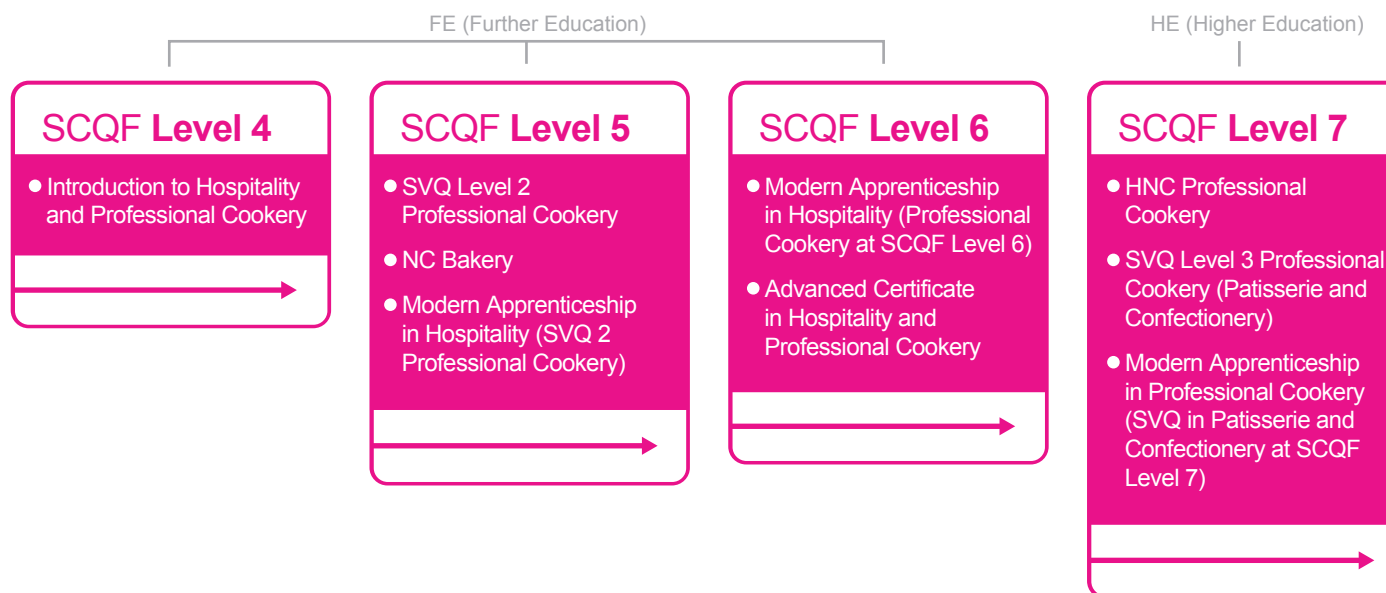 FE (Further Education)
HE (Higher Education)
SCQF Level 4
● Introduction to Hospitality
and Professional Cookery
SCQF Level 5
● SVQ Level 2
Professional Cookery
● NC Bakery
● Modern Apprenticeship
in Hospitality (SVQ 2
Professional Cookery)
SCQF Level 6
● Modern Apprenticeship
in Hospitality (Professional
Cookery at SCQF Level 6)
● Advanced Certificate
in Hospitality and
Professional Cookery
SCQF Level 7
● HNC Professional
Cookery
● SVQ Level 3 Professional
Cookery (Patisserie and
Confectionery)
● Modern Apprenticeship
in Professional Cookery
(SVQ in Patisserie and
Confectionery at SCQF
Level 7)